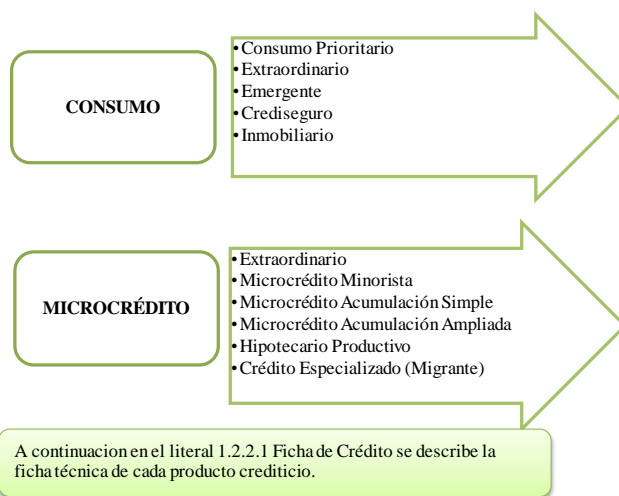 CONSUMO
•Consumo Prioritario
•Extraordinario
•Emergente
•Crediseguro
•Inmobiliario
MICROCRÉDITO
•Extraordinario
•Microcrédito Minorista
•Microcrédito Acumulación Simple
•Microcrédito Acumulación Ampliada
•Hipotecario Productivo
•Crédito Especializado (Migrante)
A continuacion en el literal 1.2.2.1 Ficha de Crédito se describe la
ficha técnica de cada producto crediticio.